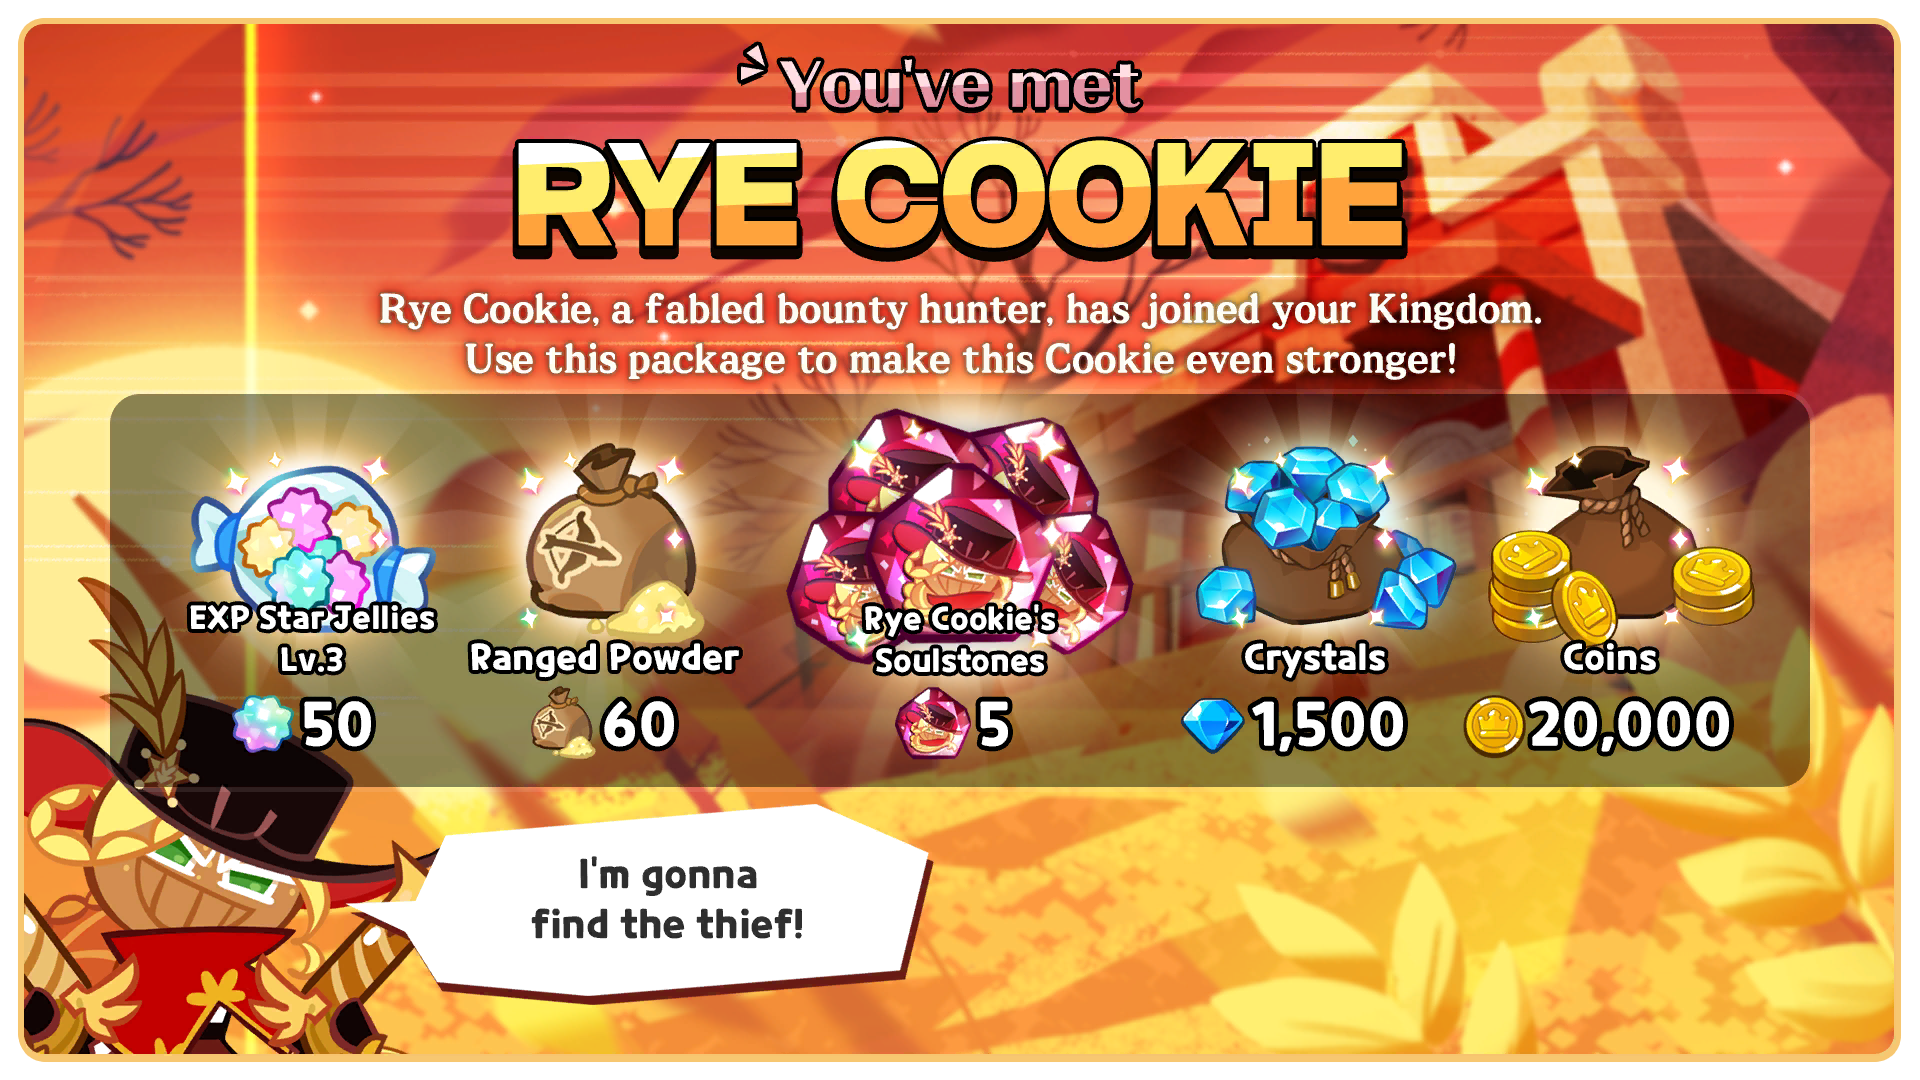 You've met
RYE COOKIE
Rye Cookie, a fabled bounty hunter, has joined your Kingdom.
Use this package to make this Cookie even stronger!
EXP Star Jellies
Lv.3
50
Ranged Powder
60
Rye Cookie's
Soulstones
5
Crystals
1,500
Coins
20,000
I'm gonna
find the thief!